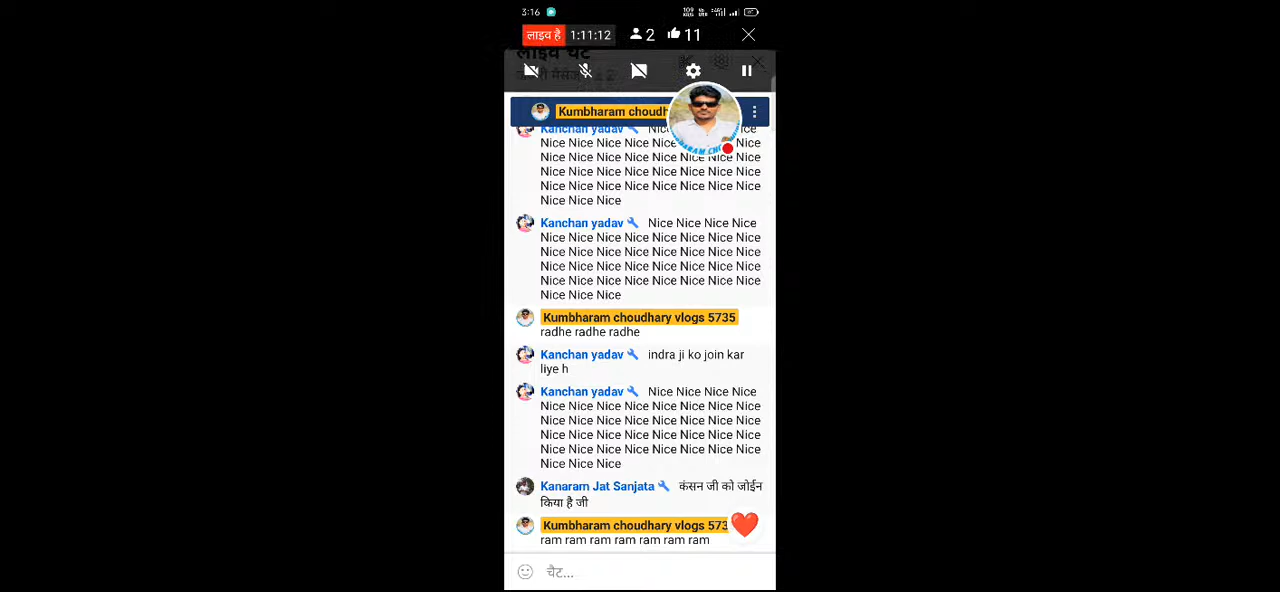 3:16
लाइव है 1:11:12 2 11
लाइव चैट
Kumbharam choudh
Kanchan yadav Nice
Nice Nice Nice Nice Nice Nice
Nice Nice Nice Nice Nice Nice
Nice Nice Nice Nice Nice Nice Nice Nice
Nice Nice Nice Nice Nice Nice Nice Nice
Nice Nice Nice
Kanchan yadav Nice Nice Nice Nice
Nice Nice Nice Nice Nice Nice Nice Nice
Nice Nice Nice Nice Nice Nice Nice Nice
Nice Nice Nice Nice Nice Nice Nice Nice
Nice Nice Nice Nice Nice Nice Nice Nice
Nice Nice Nice
Kumbharam choudhary vlogs 5735
radhe radhe radhe
Kanchan yadav indra ji ko join kar
liye h
Kanchan yadav Nice Nice Nice Nice
Nice Nice Nice Nice Nice Nice Nice Nice
Nice Nice Nice Nice Nice Nice Nice Nice
Nice Nice Nice Nice Nice Nice Nice Nice
Nice Nice Nice Nice Nice Nice Nice Nice
Nice Nice Nice
Kanaram Jat Sanjata कंसन जी को जोईन
किया है जी
Kumbharam choudhary vlogs 573
ram ram ram ram ram ram ram
चैट...